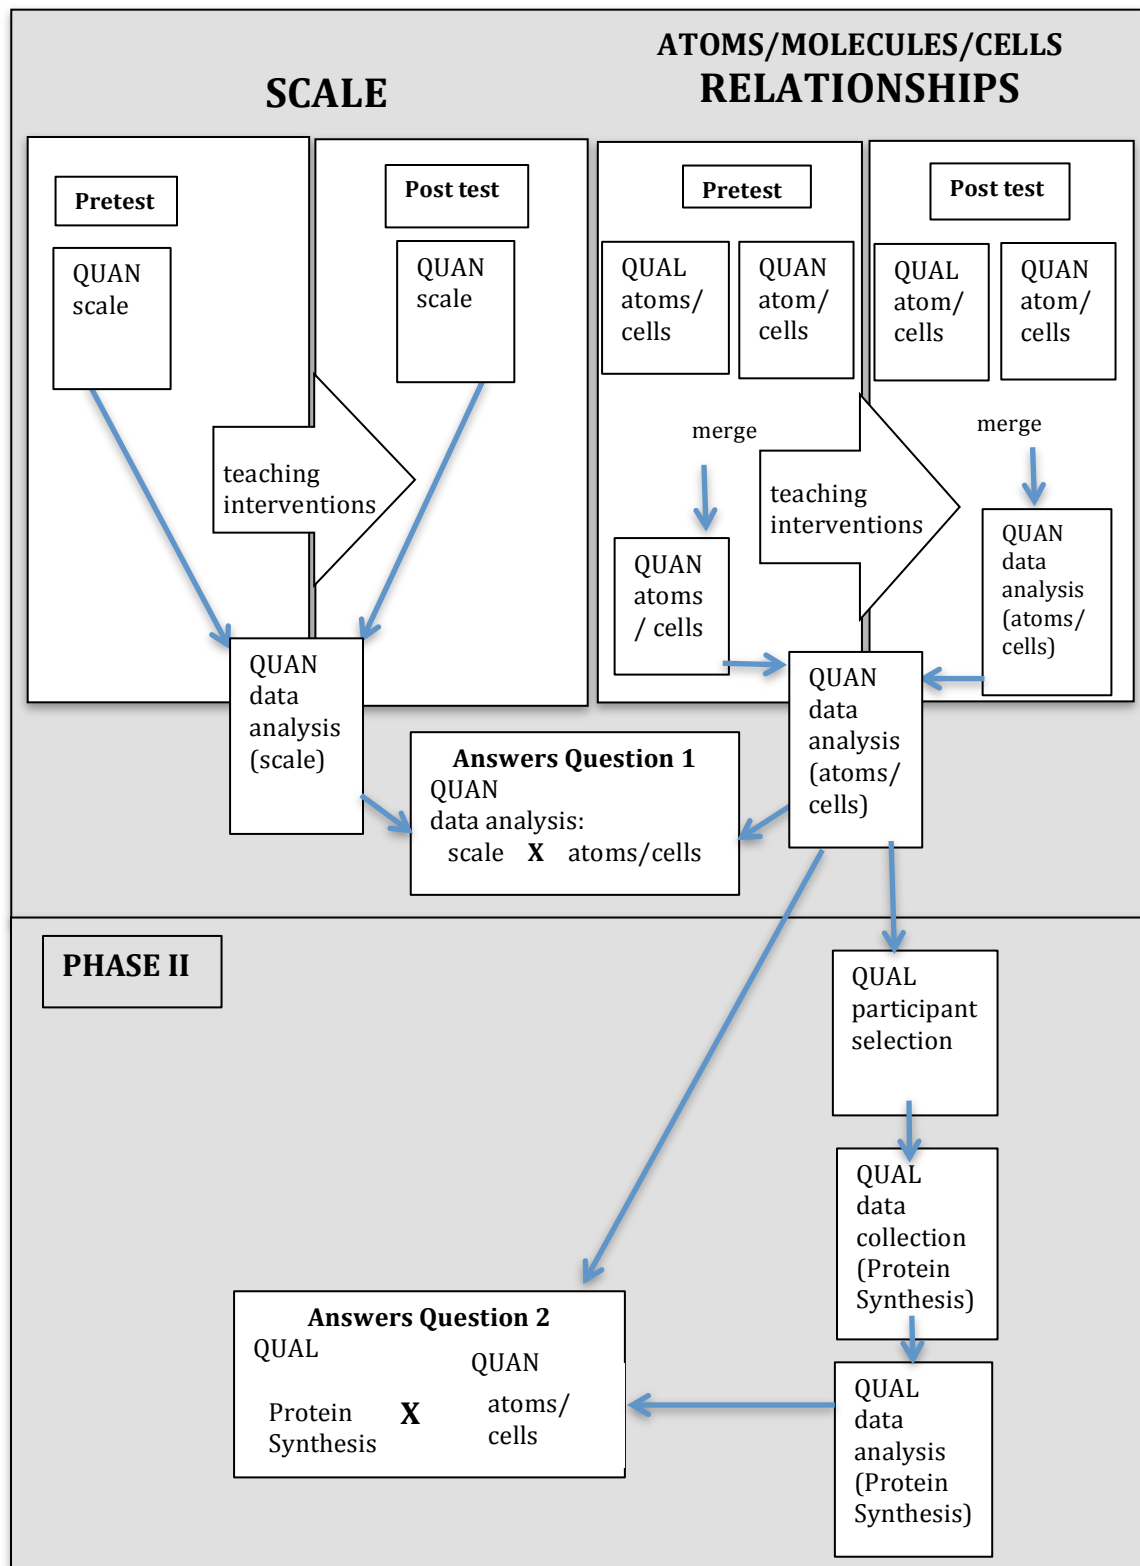 SCALE
ATOMS/MOLECULES/CELLS
RELATIONSHIPS
Pretest
QUAN
scale
Post test
QUAN
scale
teaching
interventions
QUAN
data
analysis
(scale)
Pretest
QUAL
atoms/
cells
QUAN
atom/
cells
merge
QUAN
atoms
/ cells
teaching
interventions
Post test
QUAL
atom/
cells
QUAN
atom/
cells
merge
QUAN
data
analysis
(atoms/
cells)
QUAN
data
analysis
(atoms/
cells)
Answers Question 1
QUAN
data analysis:
scale X atoms/cells
PHASE II
QUAL
participant
selection
QUAL
data
collection
(Protein
Synthesis)
QUAL
data
analysis
(Protein
Synthesis)
Answers Question 2
QUAL
Protein
Synthesis
X
QUAN
atoms/
cells